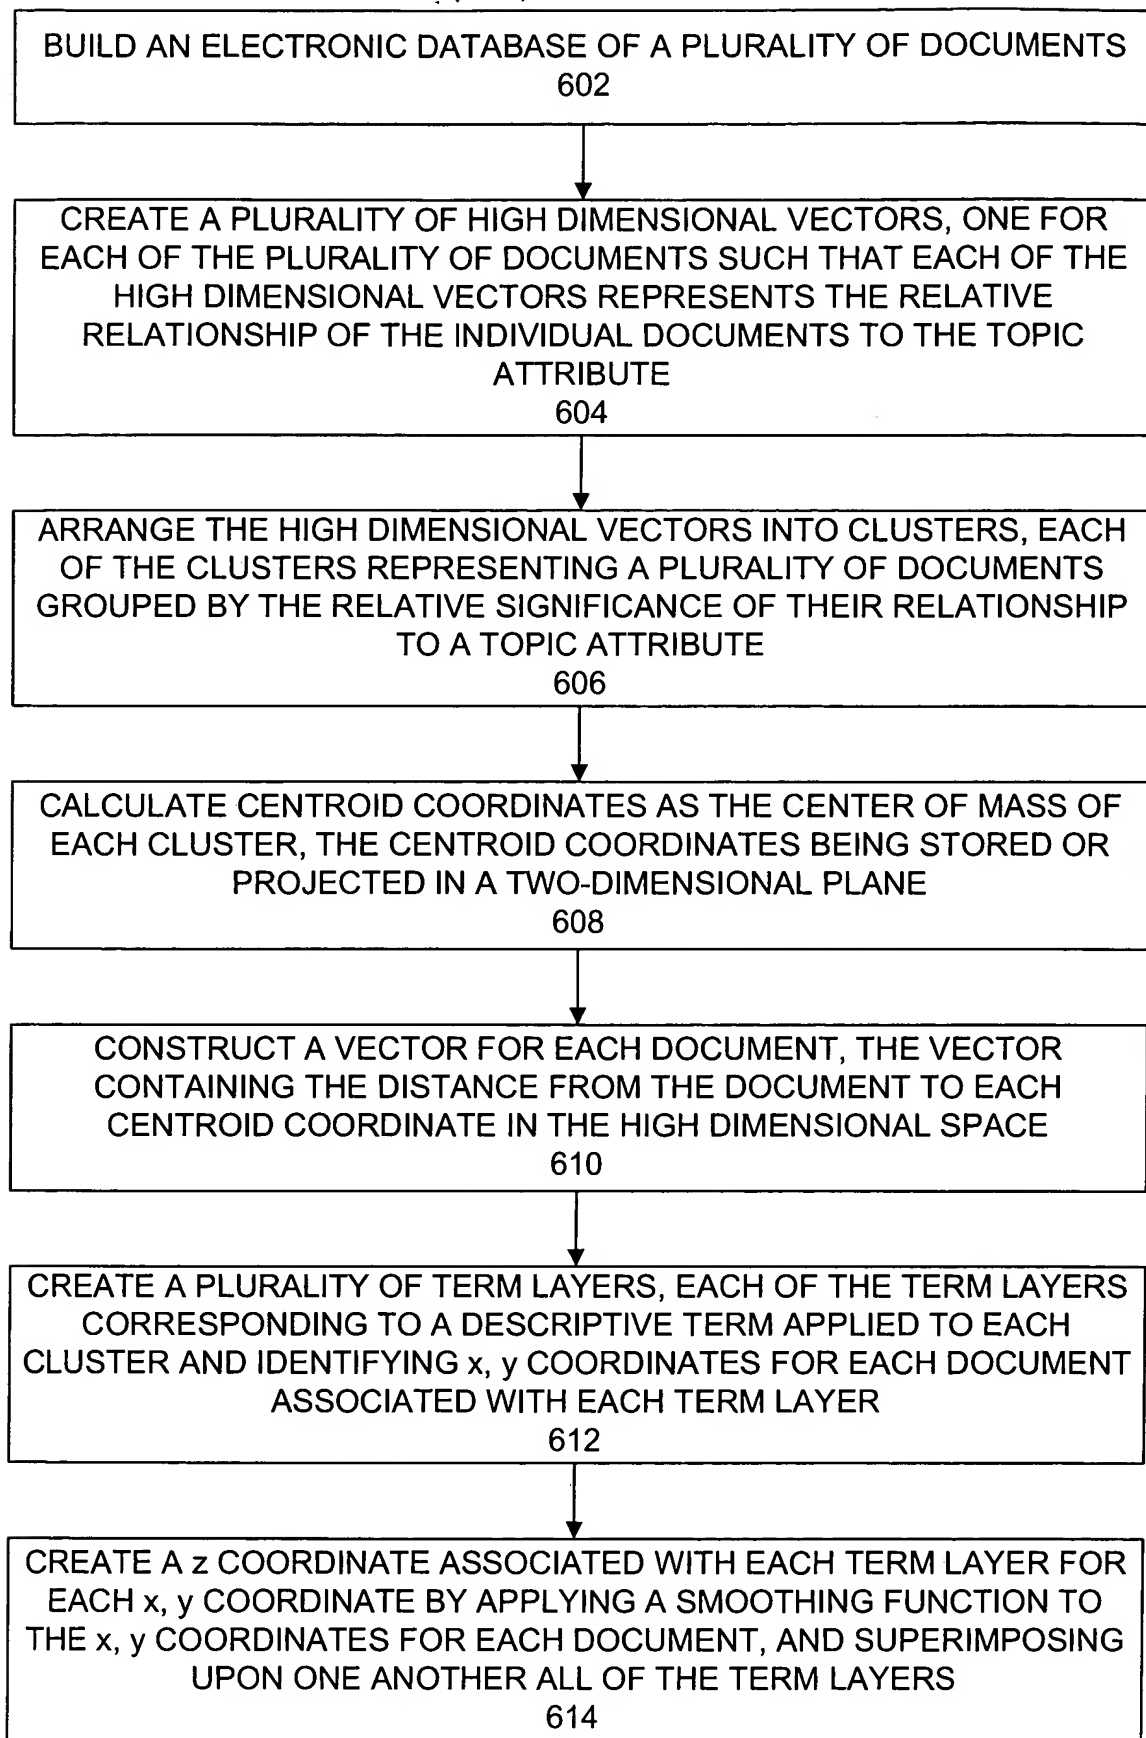 BUILD AN ELECTRONIC DATABASE OF A PLURALITY OF DOCUMENTS
602
CREATE A PLURALITY OF HIGH DIMENSIONAL VECTORS, ONE FOR
EACH OF THE PLURALITY OF DOCUMENTS SUCH THAT EACH OF THE
HIGH DIMENSIONAL VECTORS REPRESENTS THE RELATIVE
RELATIONSHIP OF THE INDIVIDUAL DOCUMENTS TO THE TOPIC
ATTRIBUTE
604
ARRANGE THE HIGH DIMENSIONAL VECTORS INTO CLUSTERS, EACH
OF THE CLUSTERS REPRESENTING A PLURALITY OF DOCUMENTS
GROUPED BY THE RELATIVE SIGNIFICANCE OF THEIR RELATIONSHIP
TO A TOPIC ATTRIBUTE
606
CALCULATE CENTROID COORDINATES AS THE CENTER OF MASS OF
EACH CLUSTER, THE CENTROID COORDINATES BEING STORED OR
PROJECTED IN A TWO-DIMENSIONAL PLANE
608
CONSTRUCT A VECTOR FOR EACH DOCUMENT, THE VECTOR
CONTAINING THE DISTANCE FROM THE DOCUMENT TO EACH
CENTROID COORDINATE IN THE HIGH DIMENSIONAL SPACE
610
CREATE A PLURALITY OF TERM LAYERS, EACH OF THE TERM LAYERS
CORRESPONDING TO A DESCRIPTIVE TERM APPLIED TO EACH
CLUSTER AND IDENTIFYING x, y COORDINATES FOR EACH DOCUMENT
ASSOCIATED WITH EACH TERM LAYER
612
CREATE A z COORDINATE ASSOCIATED WITH EACH TERM LAYER FOR
EACH x, y COORDINATE BY APPLYING A SMOOTHING FUNCTION TO
THE x, y COORDINATES FOR EACH DOCUMENT, AND SUPERIMPOSING
UPON ONE ANOTHER ALL OF THE TERM LAYERS
614